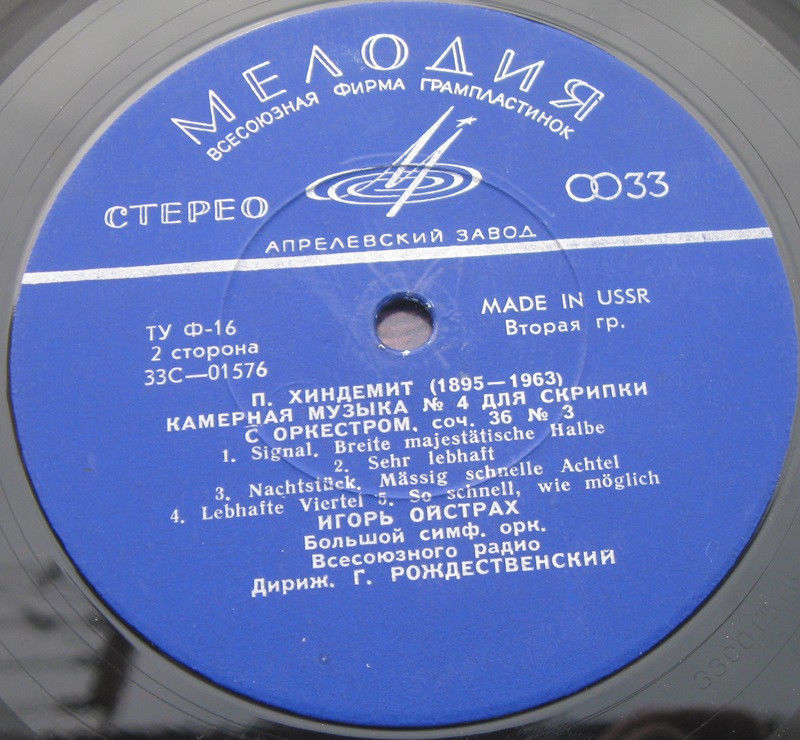 МЕЛОДИЯ
ВСЕСОЮЗНАЯ ФИРМА ГРАМПЛАСТИНОК
СТЕРЕО
33
АПРЕЛЕВСКИЙ ЗАВОД
ТУ Ф-16
2 сторона
33С—01576
MADE IN USSR
Вторая гр.
П. ХИНДЕМИТ (1895—1963)
КАМЕРНАЯ МУЗЫКА № 4 ДЛЯ СКРИПКИ
С ОРКЕСТРОМ, соч. 36 № 3
1. Signal. Breite majestätische Halbe
2. Sehr lebhaft
3. Nachtstück. Mässig schnelle Achtel
4. Lebhafte Viertel 5. So schnell, wie möglich
ИГОРЬ ОЙСТРАХ
Большой симф. орк.
Всесоюзного радио
Дириж. Г. РОЖДЕСТВЕНСКИЙ